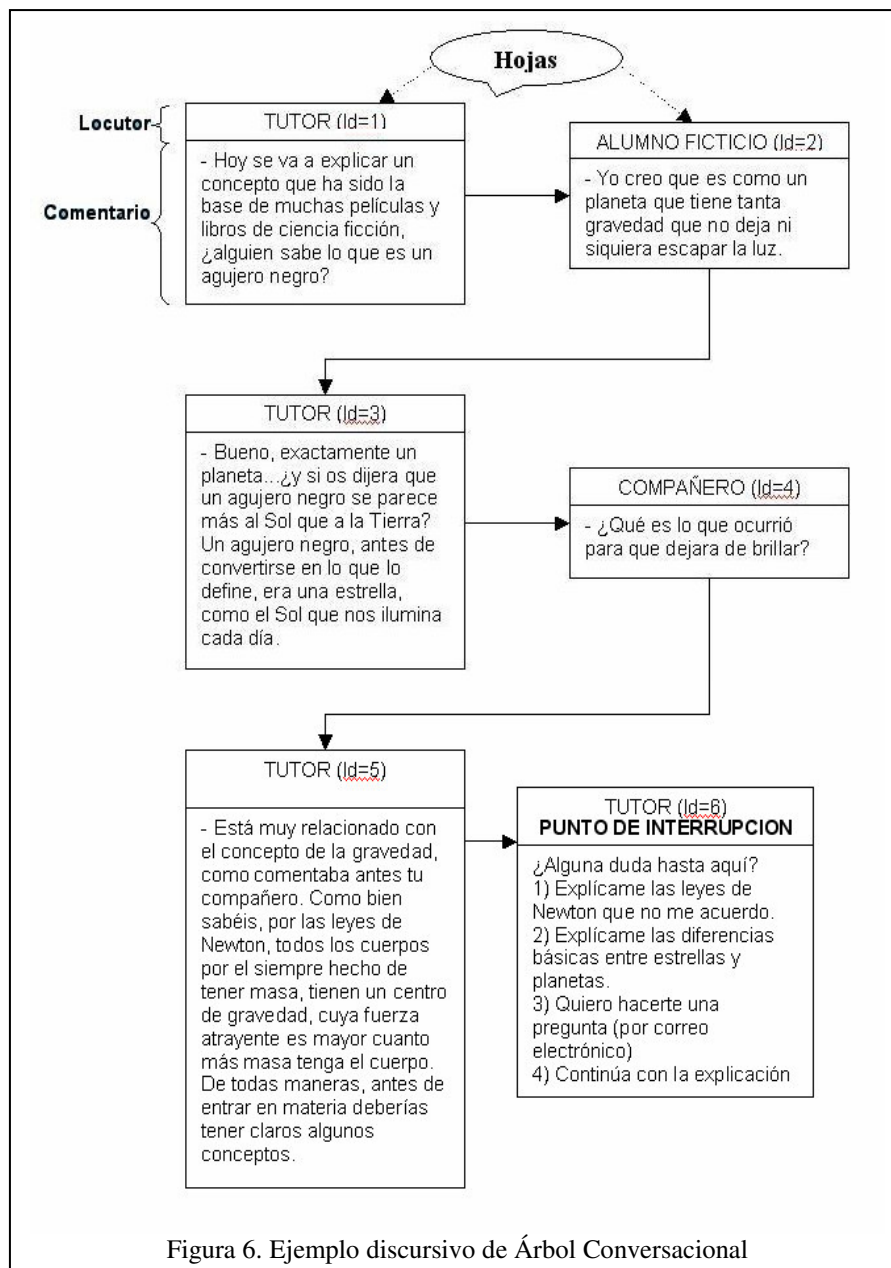 Hojas
Locutor
Comentario
TUTOR (Id=1)
- Hoy se va a explicar un
concepto que ha sido la
base de muchas películas y
libros de ciencia ficción,
¿alguien sabe lo que es un
agujero negro?
ALUMNO FICTICIO (Id=2)
- Yo creo que es como un
planeta que tiene tanta
gravedad que no deja ni
siquiera escapar la luz.
TUTOR (Id=3)
- Bueno, exactamente un
planeta...¿y si os dijera que
un agujero negro se parece
más al Sol que a la Tierra?
Un agujero negro, antes de
convertirse en lo que lo
define, era una estrella,
como el Sol que nos ilumina
cada día.
COMPAÑERO (Id=4)
- ¿Qué es lo que ocurrió
para que dejara de brillar?
TUTOR (Id=5)
- Está muy relacionado con
el concepto de la gravedad,
como comentaba antes tu
compañero. Como bien
sabéis, por las leyes de
Newton, todos los cuerpos
por el siempre hecho de
tener masa, tienen un centro
de gravedad, cuya fuerza
atrayente es mayor cuanto
más masa tenga el cuerpo.
De todas maneras, antes de
entrar en materia deberías
tener claros algunos
conceptos.
TUTOR (Id=6)
PUNTO DE INTERRUPCION
¿Alguna duda hasta aquí?
1) Explícame las leyes de
Newton que no me acuerdo.
2) Explícame las diferencias
básicas entre estrellas y
planetas.
3) Quiero hacerte una
pregunta (por correo
electrónico)
4) Continúa con la explicación
Figura 6. Ejemplo discursivo de Árbol Conversacional